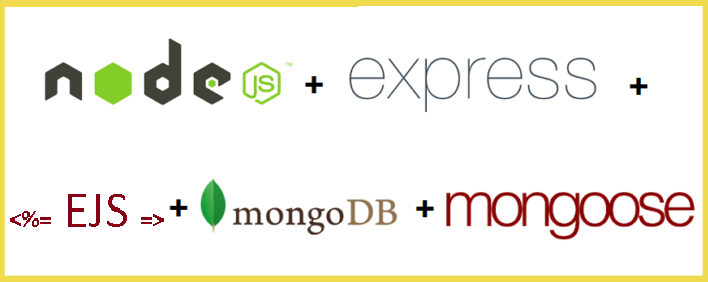 node JS ™ + express +
<%= EJS => + mongoDB + mongoose